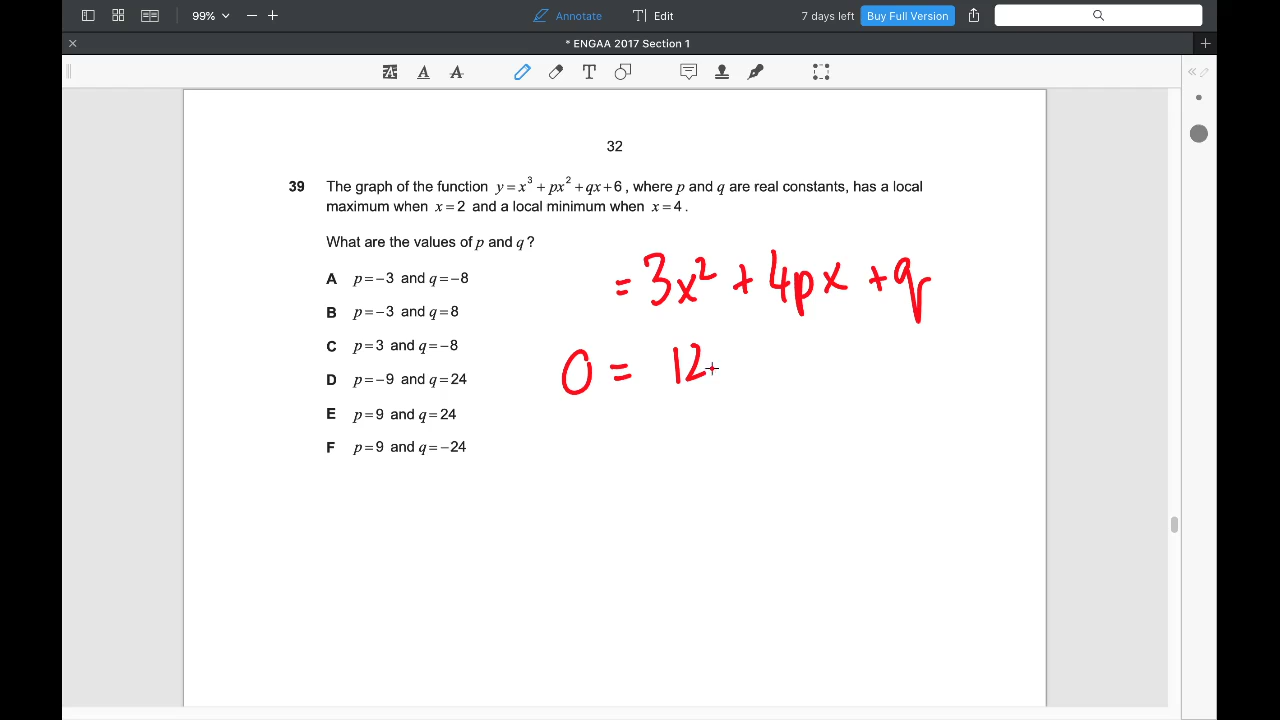 99% Annotate Edit 7 days left Buy Full Version
* ENGAA 2017 Section 1
32
39 The graph of the function y = x³ + px² + qx + 6, where p and q are real constants, has a local
maximum when x = 2 and a local minimum when x = 4.
What are the values of p and q?
A p = −3 and q = −8
B p = −3 and q = 8
C p = 3 and q = −8
D p = −9 and q = 24
E p = 9 and q = 24
F p = 9 and q = −24
= 3x² + 4px + q
0 = 12